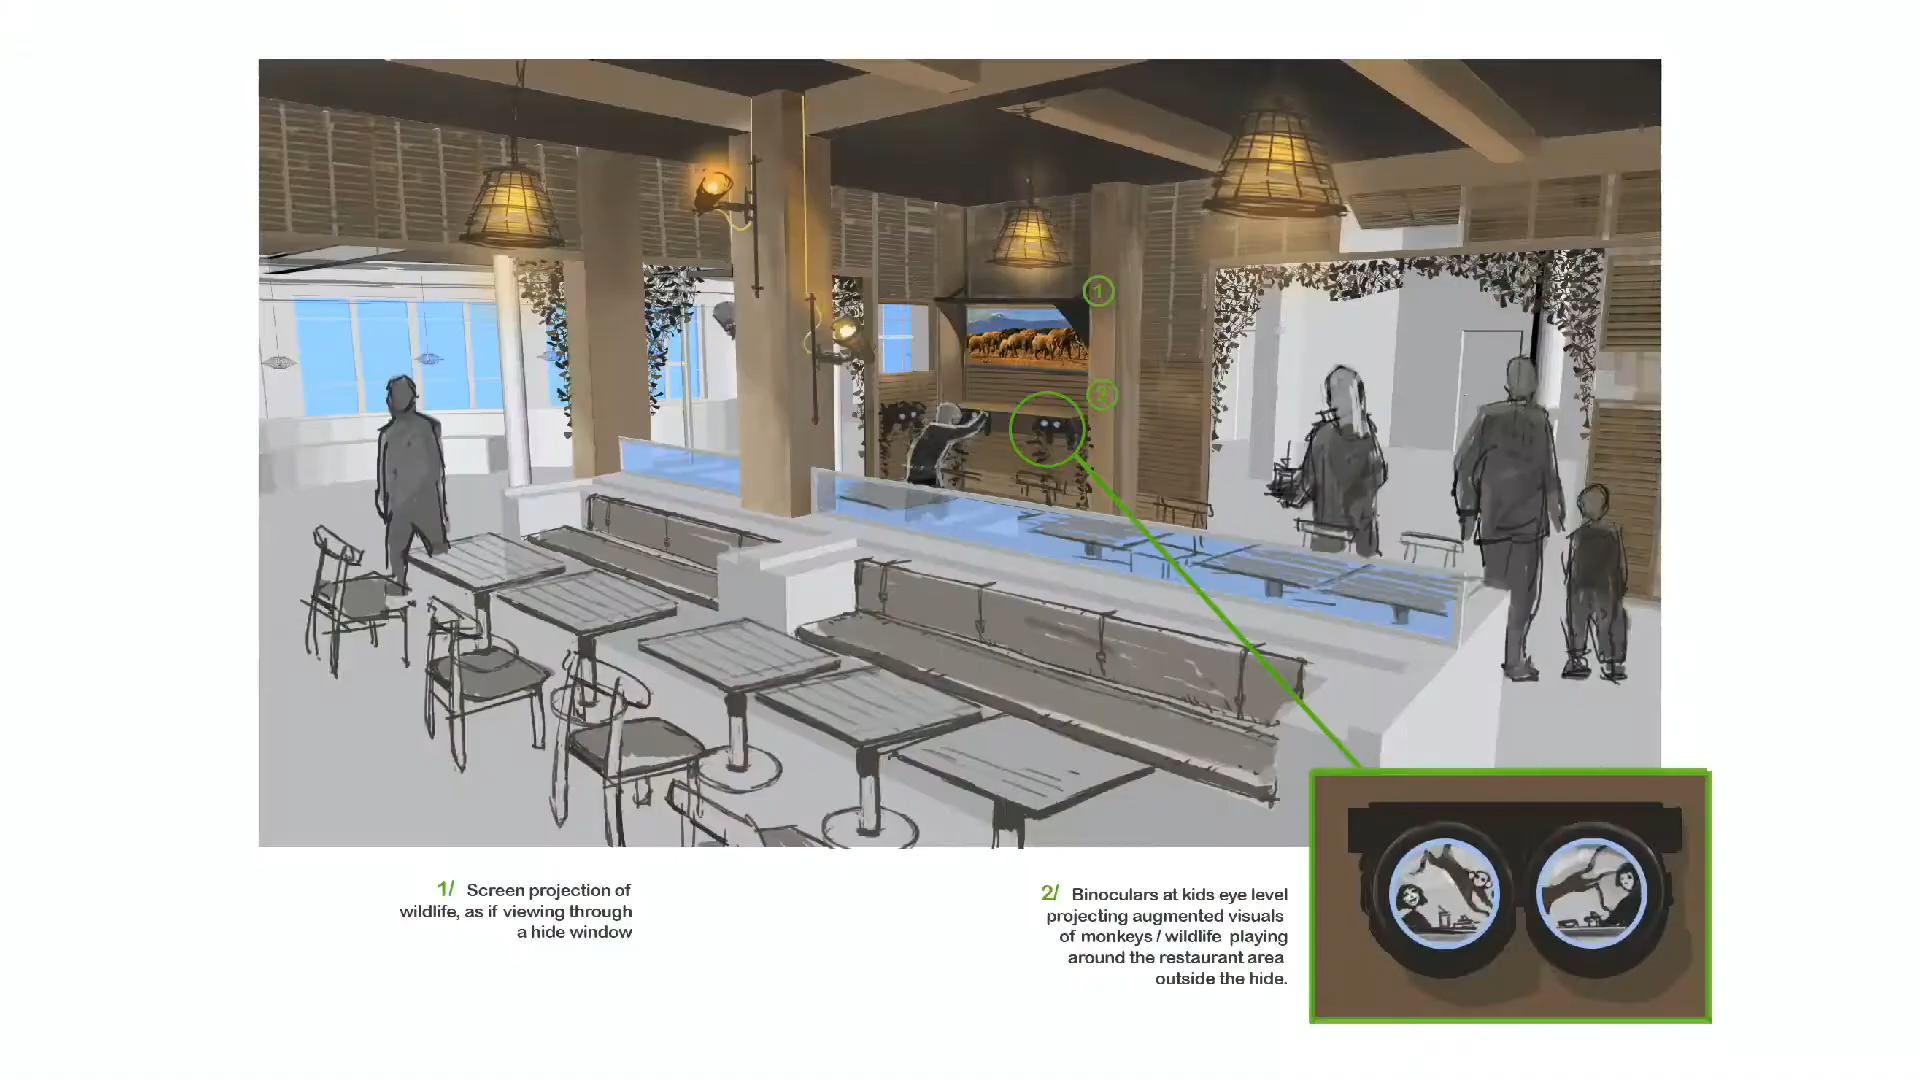 1
2
1/ Screen projection of
wildlife, as if viewing through
a hide window
2/ Binoculars at kids eye level
projecting augmented visuals
of monkeys / wildlife playing
around the restaurant area
outside the hide.